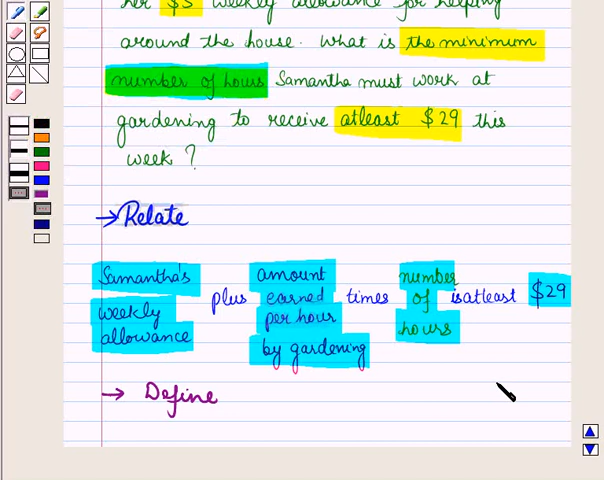 her $5 weekly allowance for helping
around the house. What is the minimum
number of hours Samantha must work at
gardening to receive atleast $29 this
week ?
→ Relate
Samantha's weekly allowance plus amount earned per hour by gardening times number of hours is atleast $29
→ Define